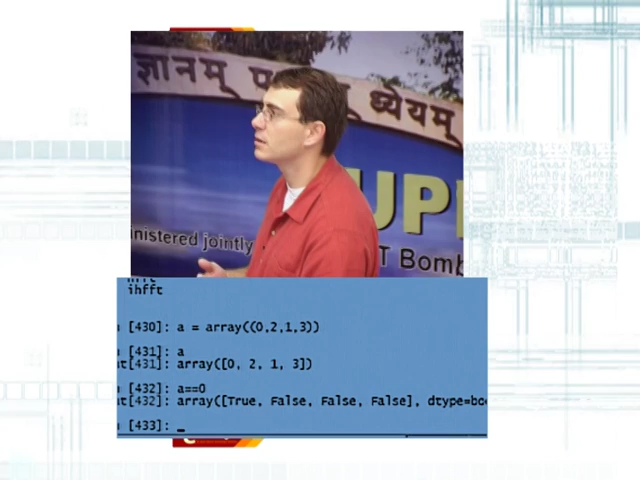 ज्ञानम् प ध्येयम्
UPI
inistered jointly
T Bomb
ihfft
[430]: a = array((0,2,1,3))
[431]: a
t[431]: array([0, 2, 1, 3])
[432]: a==0
t[432]: array([True, False, False, False], dtype=boo
[433]: _